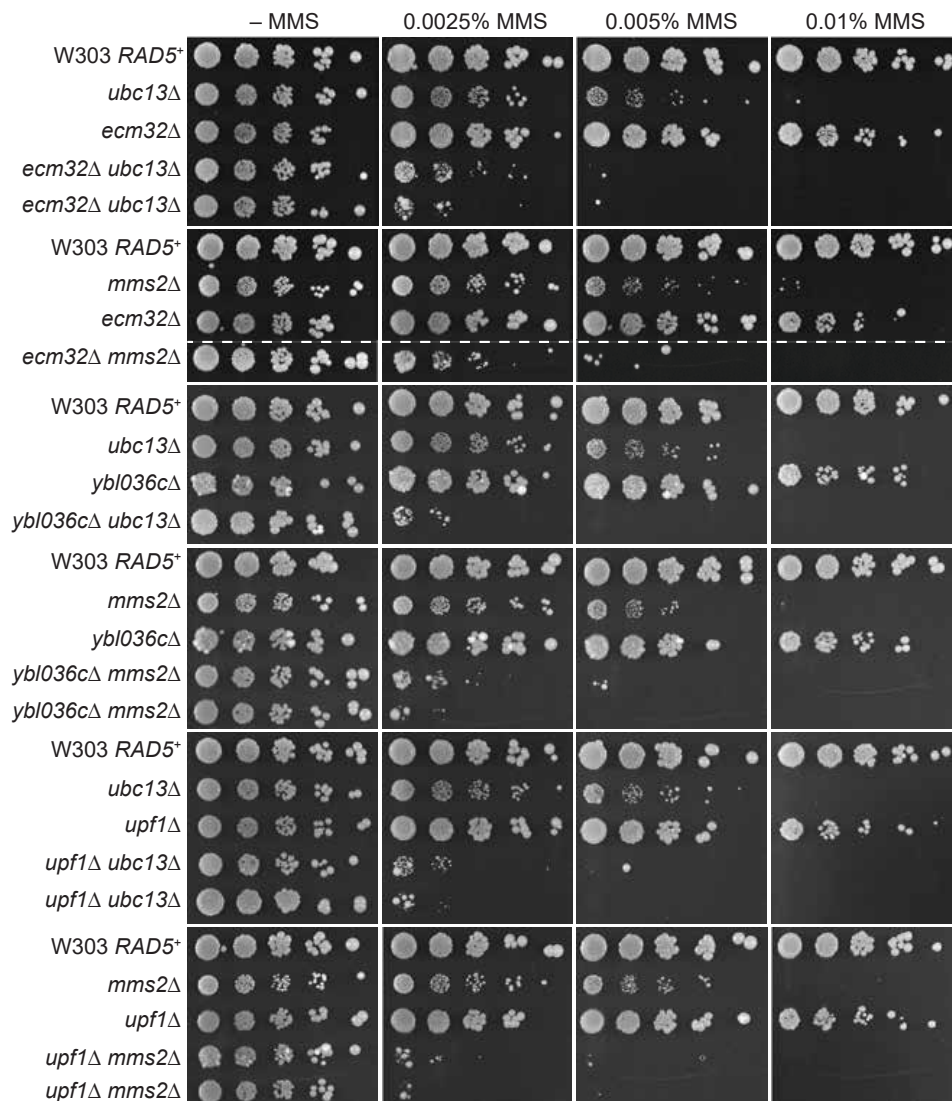 – MMS 0.0025% MMS 0.005% MMS 0.01% MMS
W303 RAD5⁺
ubc13Δ
ecm32Δ
ecm32Δ ubc13Δ
ecm32Δ ubc13Δ
W303 RAD5⁺
mms2Δ
ecm32Δ
ecm32Δ mms2Δ
W303 RAD5⁺
ubc13Δ
ybl036cΔ
ybl036cΔ ubc13Δ
W303 RAD5⁺
mms2Δ
ybl036cΔ
ybl036cΔ mms2Δ
ybl036cΔ mms2Δ
W303 RAD5⁺
ubc13Δ
upf1Δ
upf1Δ ubc13Δ
upf1Δ ubc13Δ
W303 RAD5⁺
mms2Δ
upf1Δ
upf1Δ mms2Δ
upf1Δ mms2Δ